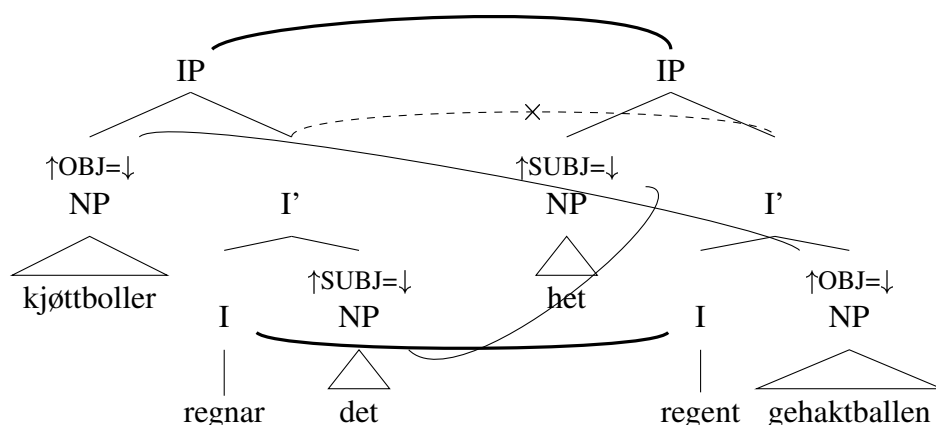 IP IP
↑OBJ=↓ ↑SUBJ=↓
NP I’ NP I’
kjøttboller ↑SUBJ=↓ het ↑OBJ=↓
I NP I NP
regnar det regent gehaktballen